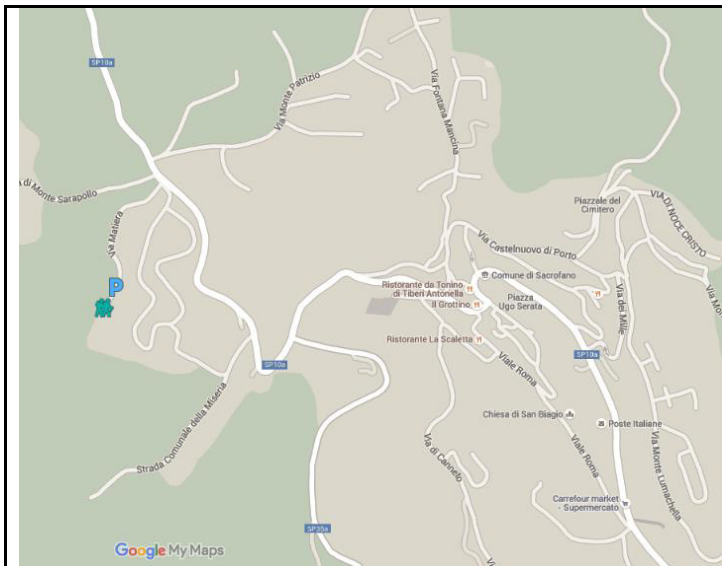 SP10a
Via Monte Patrizio
Via Fontana Mancina
a di Monte Sarapollo
Via Matiera
P
Piazzale del
Cimitero
VIA DI NOCE CRISTO
Via Castelnuovo di Porto
Comune di Sacrofano
Ristorante da Tonino
di Tiberi Antonella
Il Grottino
Piazza
Ugo Serata
Via dei Mille
Via Mo
Ristorante La Scaletta
Viale Roma
SP10a
SP10a
Strada Comunale della Miseria
Chiesa di San Biagio
Poste Italiane
Via di Canneto
Viale Roma
Via Monte Lumachella
Carrefour market
- Supermercato
SP35a
Via
Google My Maps